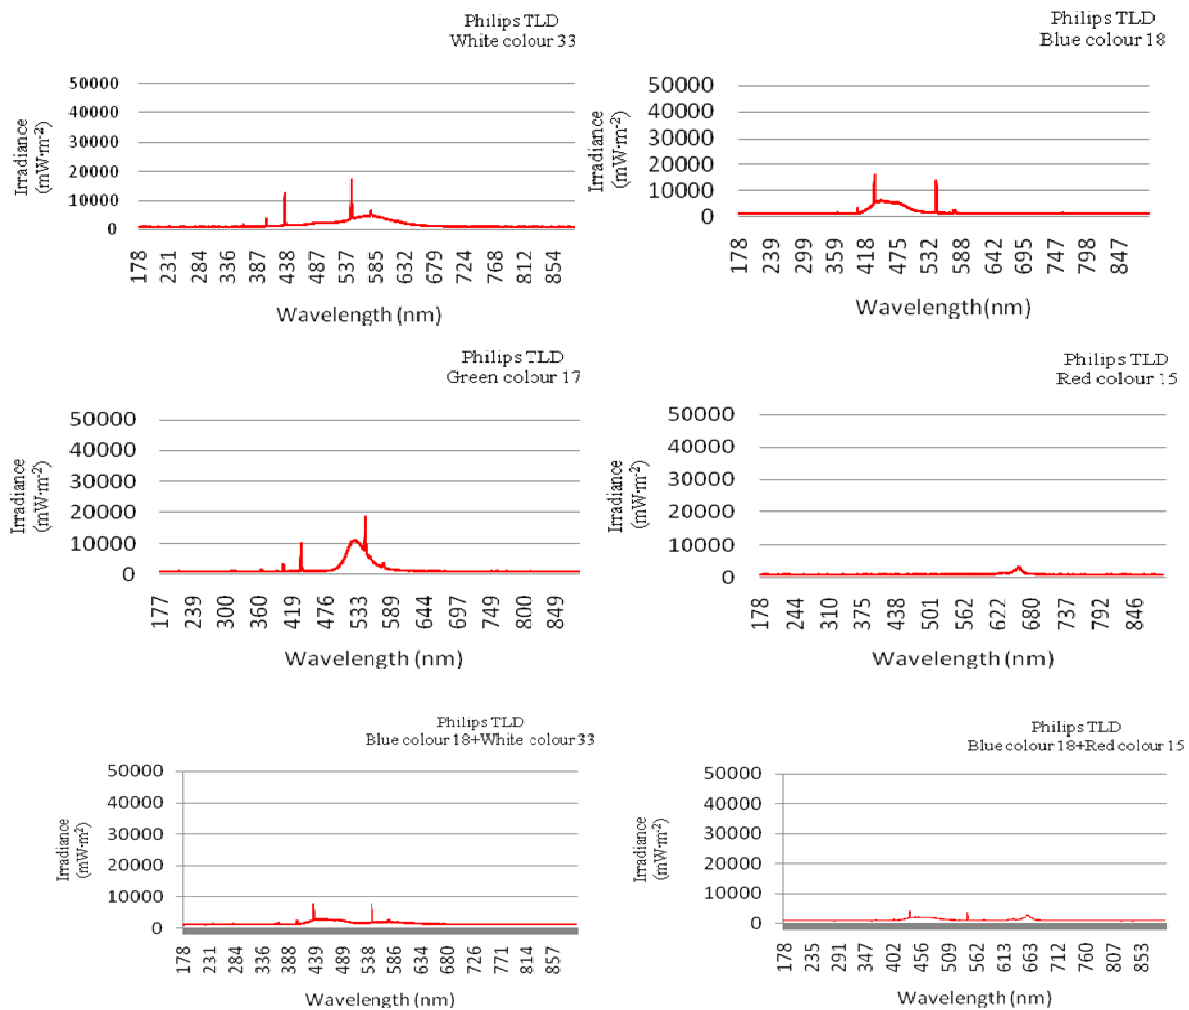 Philips TLD
White colour 33
50000
40000
30000
20000
10000
0
Irradiance
(mW·m-2)
178 231 284 336 387 438 487 537 585 632 679 724 768 812 854
Wavelength (nm)
Philips TLD
Blue colour 18
50000
40000
30000
20000
10000
0
Irradiance
(mW·m-2)
178 239 299 359 418 475 532 588 642 695 747 798 847
Wavelength(nm)
Philips TLD
Green colour 17
50000
40000
30000
20000
10000
0
Irradiance
(mW·m-2)
177 239 300 360 419 476 533 589 644 697 749 800 849
Wavelength (nm)
Philips TLD
Red colour 15
50000
40000
30000
20000
10000
0
Irradiance
(mW·m-2)
178 244 310 375 438 501 562 622 680 737 792 846
Wavelength (nm)
Philips TLD
Blue colour 18+White colour 33
50000
40000
30000
20000
10000
0
Irradiance
(mW·m-2)
178 231 284 336 388 439 489 538 586 634 680 726 771 814 857
Wavelength (nm)
Philips TLD
Blue colour 18+Red colour 15
50000
40000
30000
20000
10000
0
Irradiance
(mW·m-2)
178 235 291 347 402 456 509 562 613 663 712 760 807 853
Wavelength (nm)